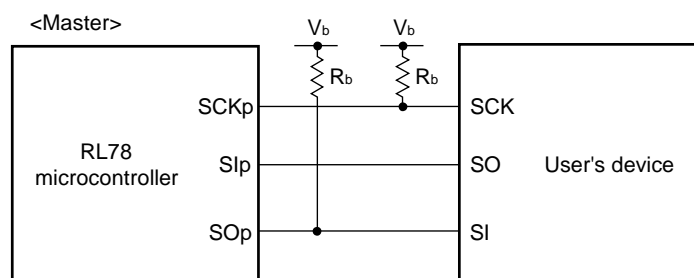 <Master>
Vb
Vb
Rb
Rb
SCKp
SCK
RL78
microcontroller
SIp
SO
User's device
SOp
SI